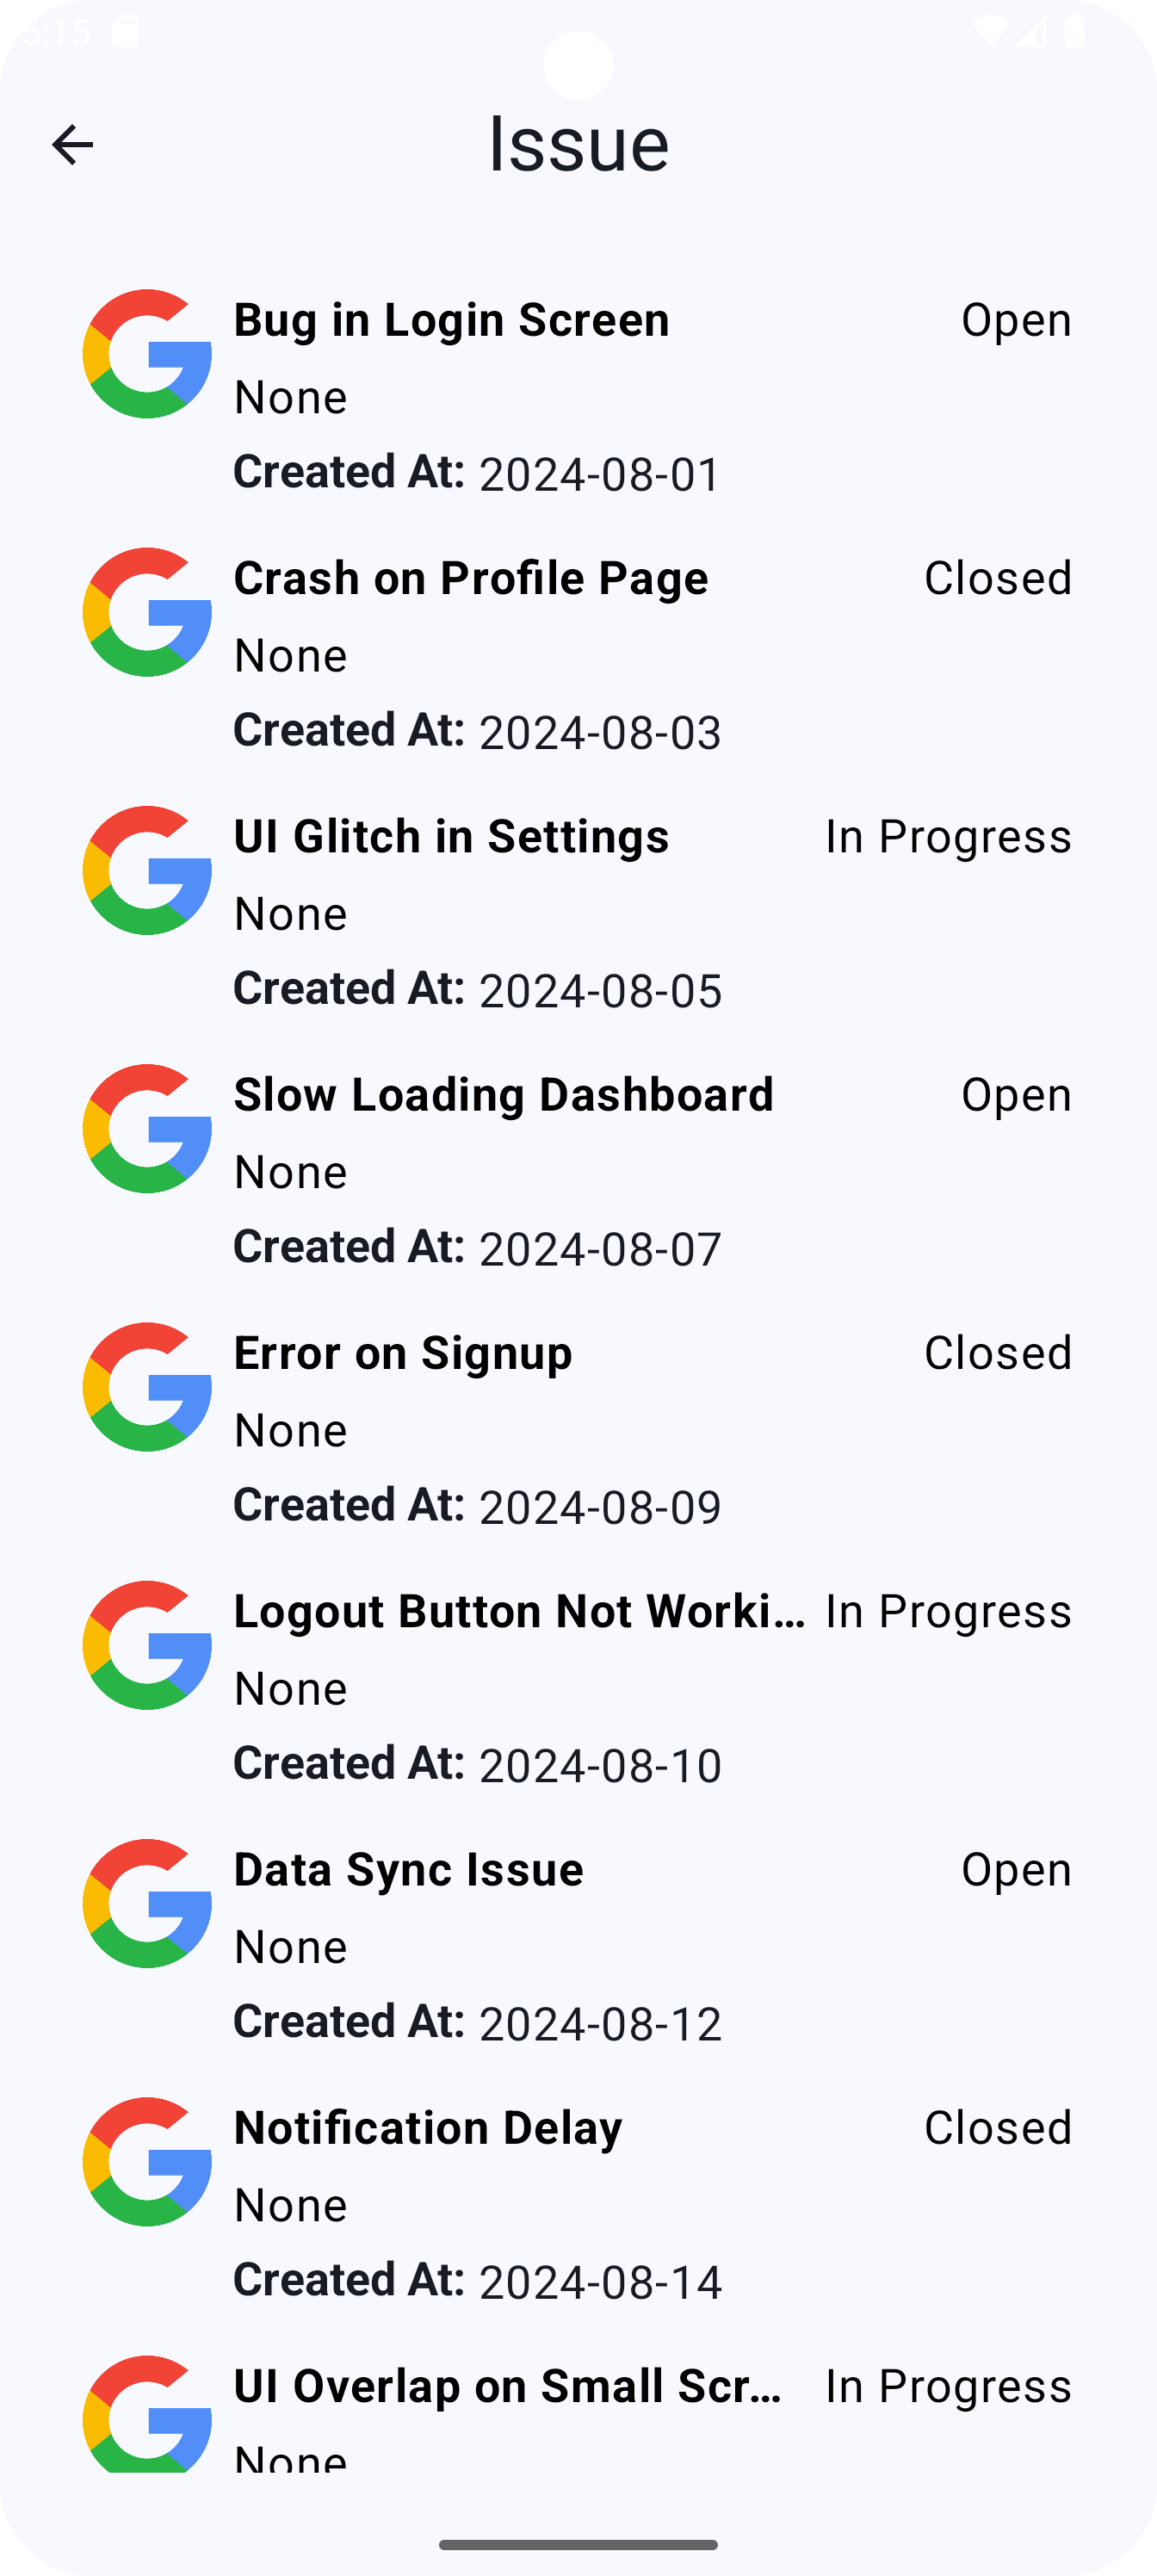 5:15
Issue
Bug in Login Screen Open
None
Created At: 2024-08-01
Crash on Profile Page Closed
None
Created At: 2024-08-03
UI Glitch in Settings In Progress
None
Created At: 2024-08-05
Slow Loading Dashboard Open
None
Created At: 2024-08-07
Error on Signup Closed
None
Created At: 2024-08-09
Logout Button Not Worki... In Progress
None
Created At: 2024-08-10
Data Sync Issue Open
None
Created At: 2024-08-12
Notification Delay Closed
None
Created At: 2024-08-14
UI Overlap on Small Scr... In Progress
None